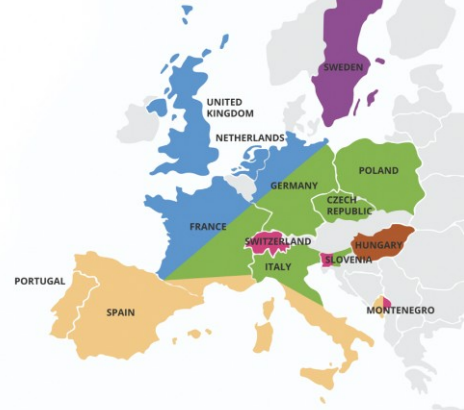 SWEDEN
UNITED
KINGDOM
NETHERLANDS
POLAND
GERMANY
CZECH
REPUBLIC
FRANCE
SWITZERLAND
HUNGARY
SLOVENIA
ITALY
PORTUGAL
SPAIN
MONTENEGRO